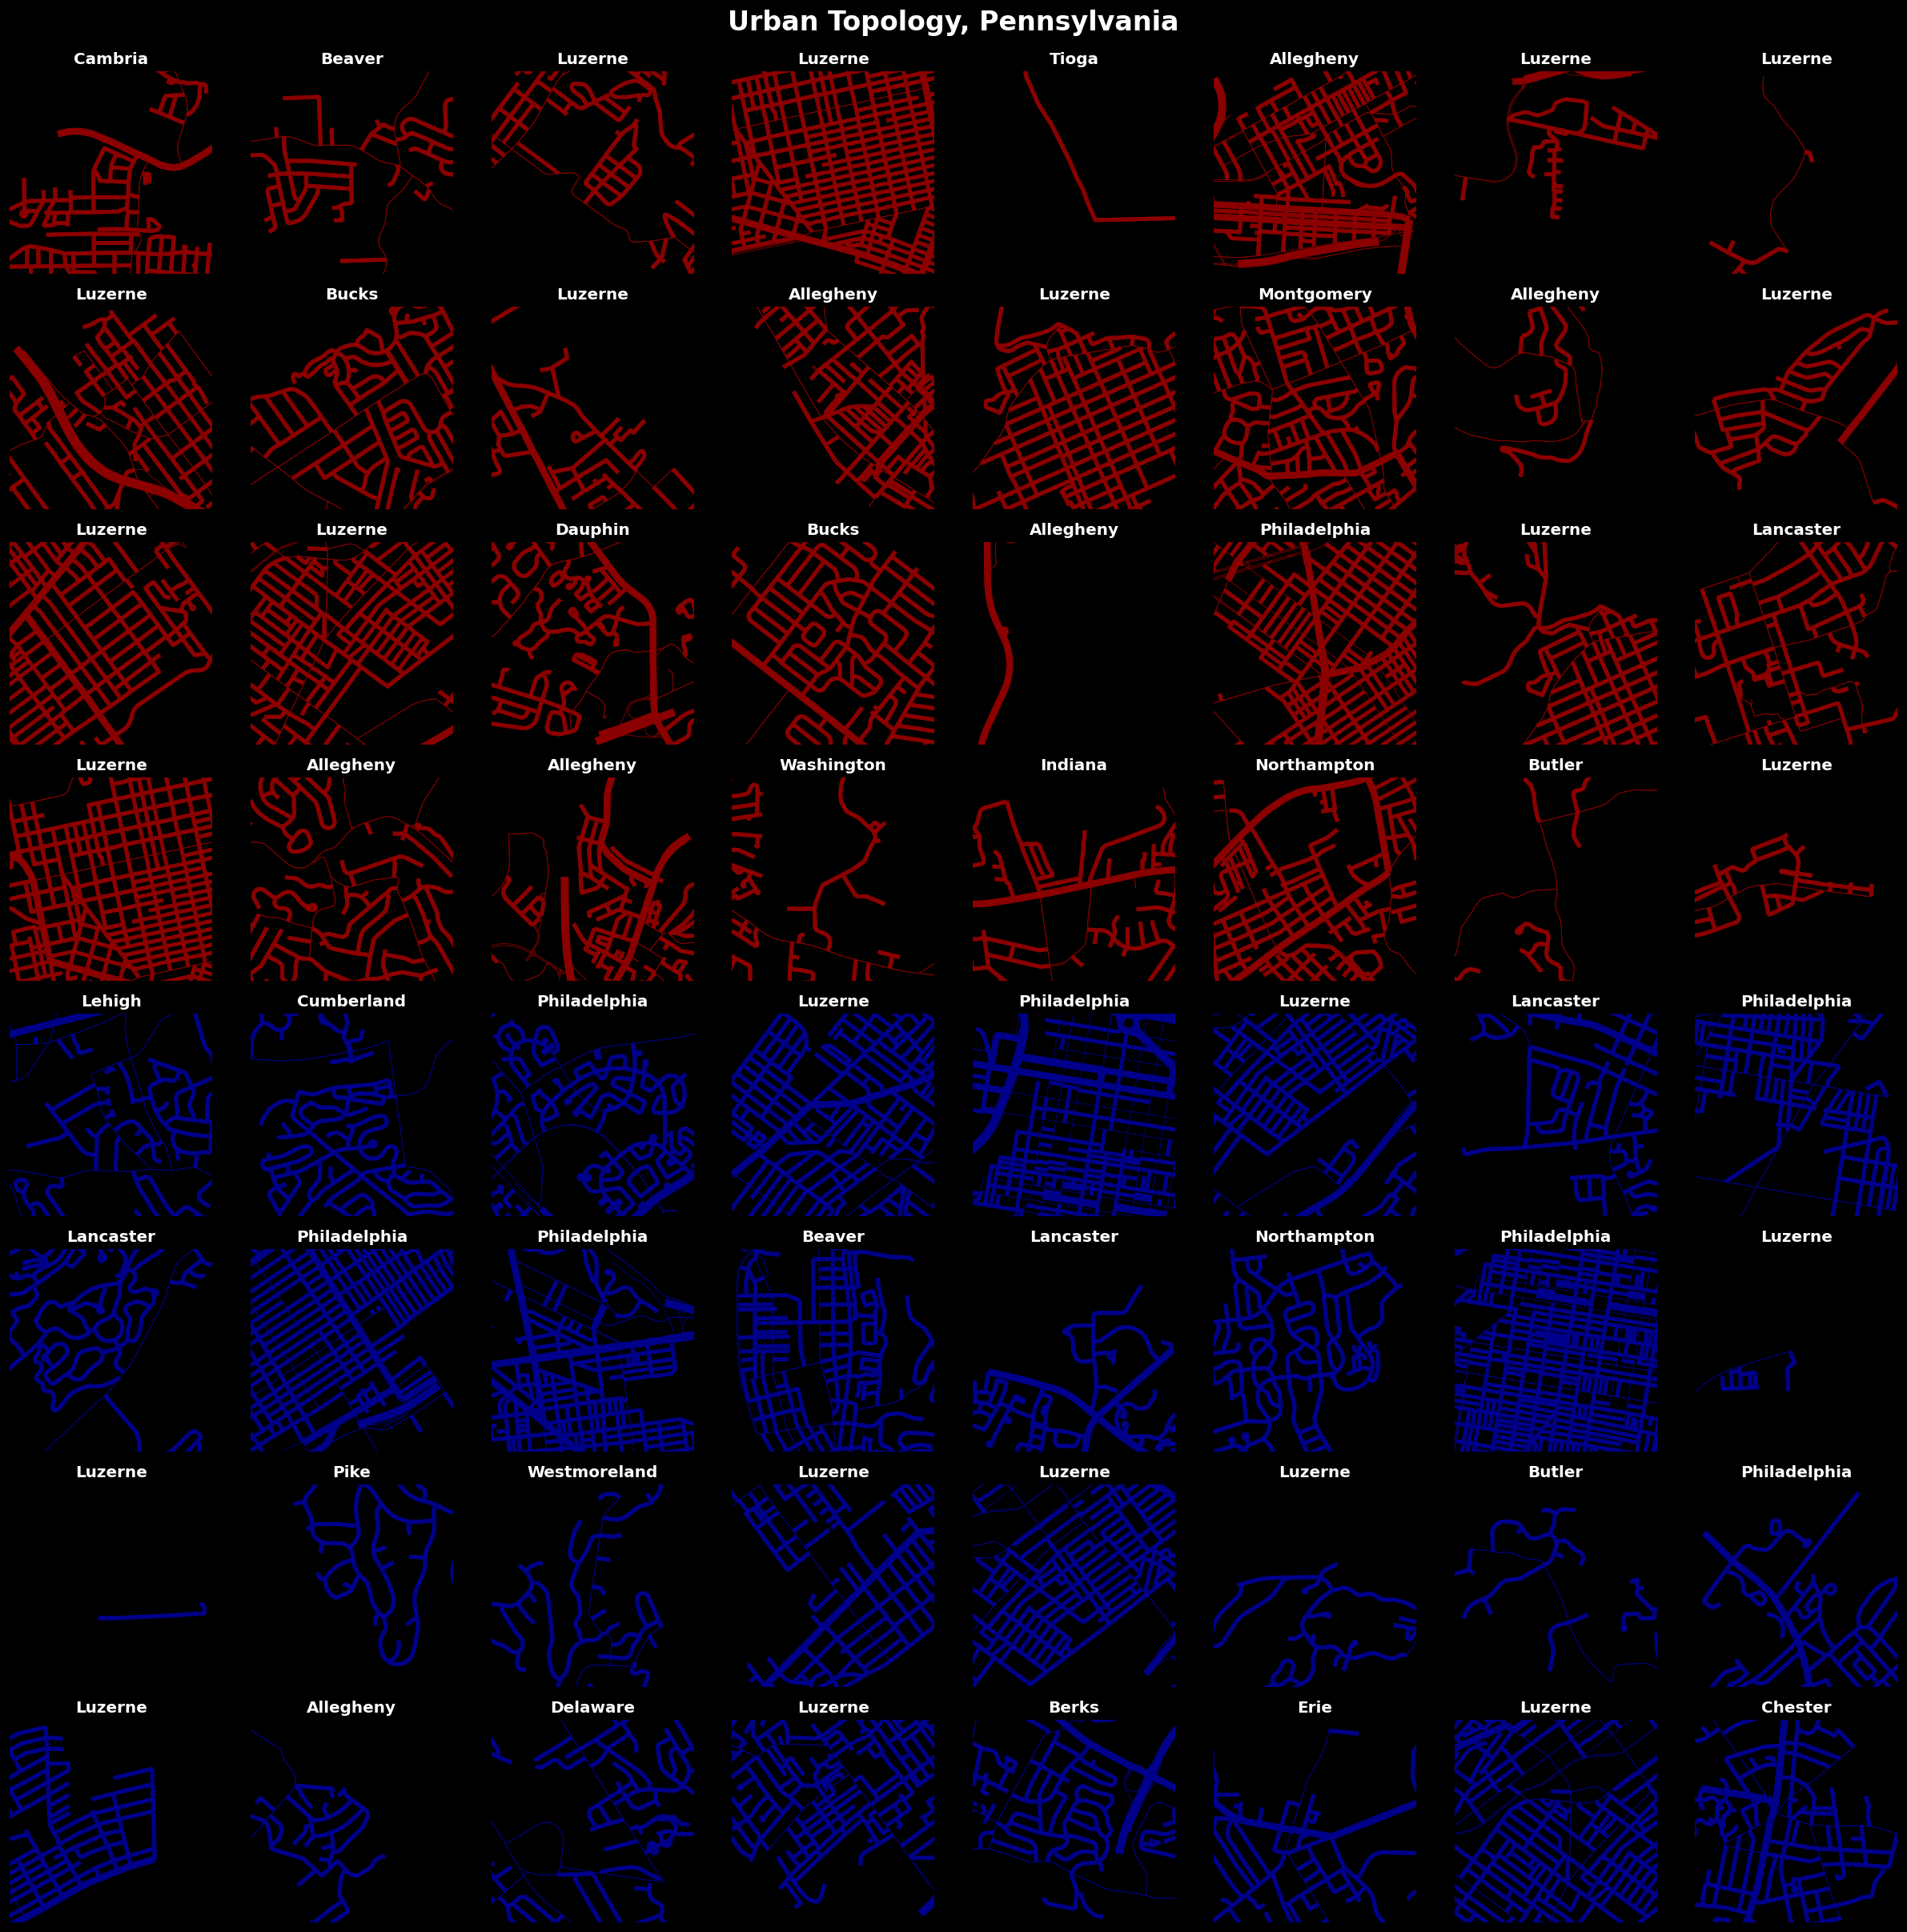 Urban Topology, Pennsylvania
Cambria Beaver Luzerne Luzerne Tioga Allegheny Luzerne Luzerne
Luzerne Bucks Luzerne Allegheny Luzerne Montgomery Allegheny Luzerne
Luzerne Luzerne Dauphin Bucks Allegheny Philadelphia Luzerne Lancaster
Luzerne Allegheny Allegheny Washington Indiana Northampton Butler Luzerne
Lehigh Cumberland Philadelphia Luzerne Philadelphia Luzerne Lancaster Philadelphia
Lancaster Philadelphia Philadelphia Beaver Lancaster Northampton Philadelphia Luzerne
Luzerne Pike Westmoreland Luzerne Luzerne Luzerne Butler Philadelphia
Luzerne Allegheny Delaware Luzerne Berks Erie Luzerne Chester